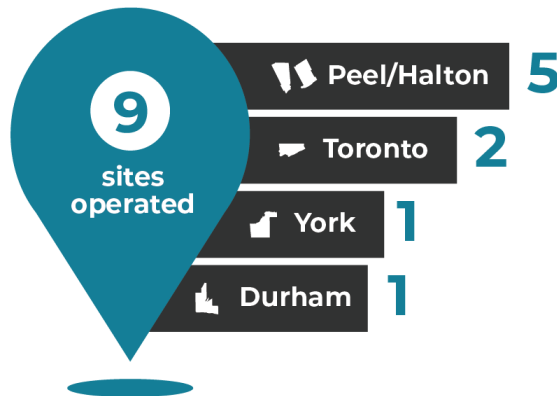 9
sites
operated
Peel/Halton 5
Toronto 2
York 1
Durham 1